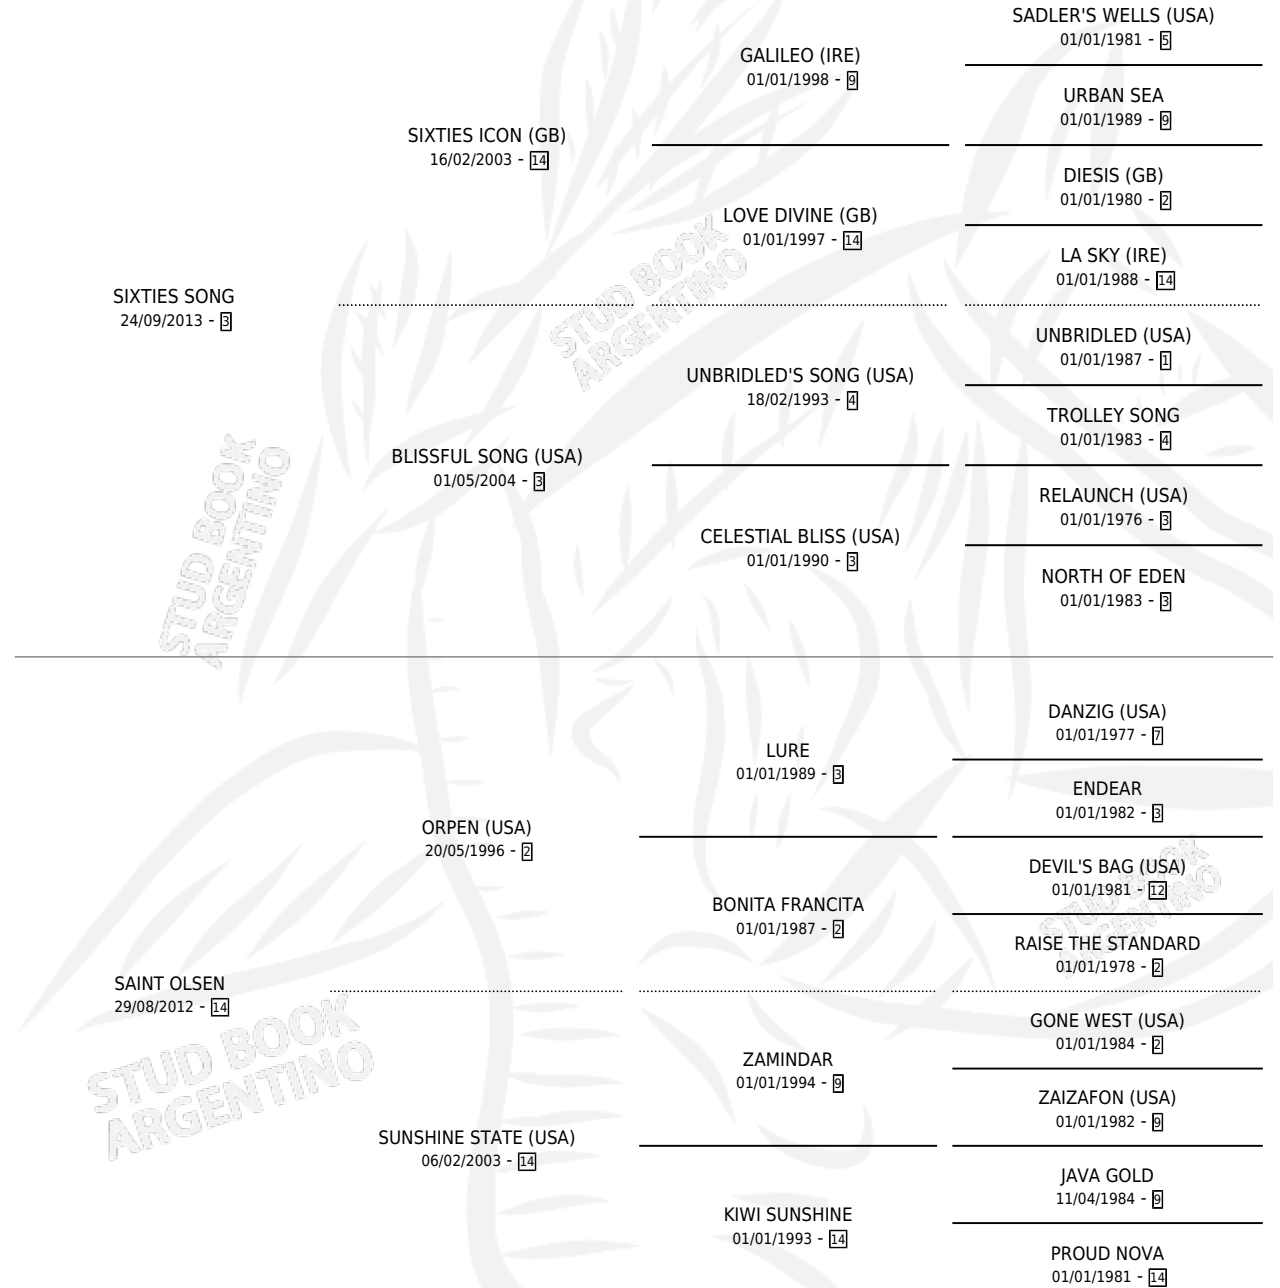 SADLER'S WELLS (USA)
01/01/1981 - 5
GALILEO (IRE)
01/01/1998 - 9
URBAN SEA
01/01/1989 - 9
SIXTIES ICON (GB)
16/02/2003 - 14
DIESIS (GB)
01/01/1980 - 2
LOVE DIVINE (GB)
01/01/1997 - 14
LA SKY (IRE)
01/01/1988 - 14
SIXTIES SONG
24/09/2013 - 3
STUD BOOK
ARGENTINO
UNBRIDLED (USA)
01/01/1987 - 1
UNBRIDLED'S SONG (USA)
18/02/1993 - 4
TROLLEY SONG
01/01/1983 - 4
BLISSFUL SONG (USA)
01/05/2004 - 3
RELAUNCH (USA)
01/01/1976 - 3
CELESTIAL BLISS (USA)
01/01/1990 - 3
NORTH OF EDEN
01/01/1983 - 3
STUD BOOK
ARGENTINO
DANZIG (USA)
01/01/1977 - 7
LURE
01/01/1989 - 3
ENDEAR
01/01/1982 - 3
ORPEN (USA)
20/05/1996 - 2
DEVIL'S BAG (USA)
01/01/1981 - 12
BONITA FRANCITA
01/01/1987 - 2
RAISE THE STANDARD
01/01/1978 - 2
STUD BOOK
ARGENTINO
SAINT OLSEN
29/08/2012 - 14
GONE WEST (USA)
01/01/1984 - 2
ZAMINDAR
01/01/1994 - 9
ZAIZAFON (USA)
01/01/1982 - 9
STUD BOOK
ARGENTINO
SUNSHINE STATE (USA)
06/02/2003 - 14
JAVA GOLD
11/04/1984 - 9
KIWI SUNSHINE
01/01/1993 - 14
PROUD NOVA
01/01/1981 - 14